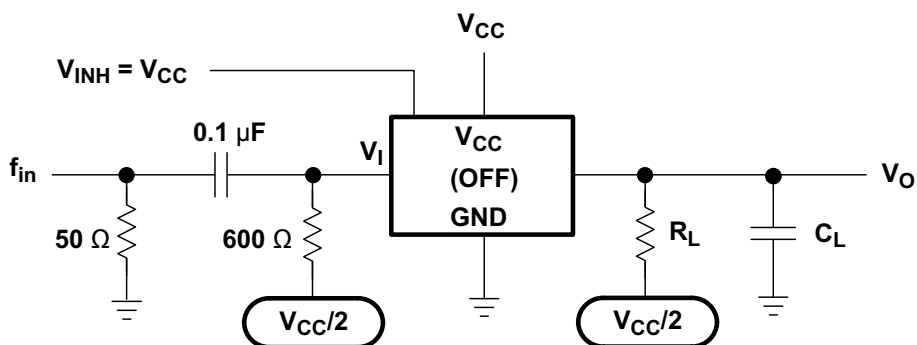 VCC
VINH = VCC
0.1 µF
VI
VCC
(OFF)
GND
fin
VO
50 Ω
600 Ω
RL
CL
VCC/2
VCC/2